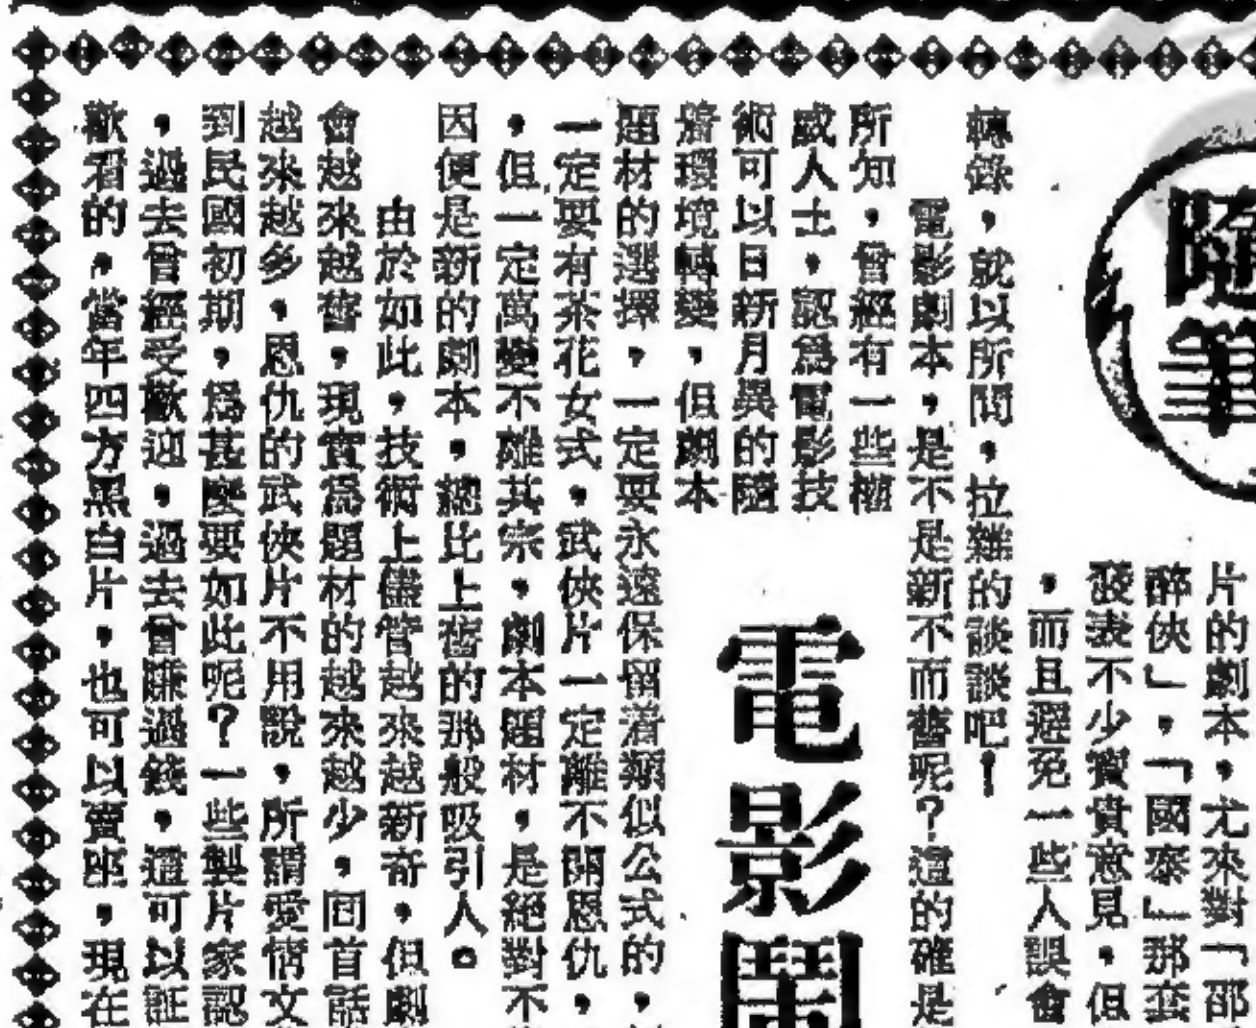 隨筆
片的劇本，尤來對「邵
醉俠」，「國泰」那套
發表不少寶貴意見，但
，而且避免一些人誤會
轉錄，就以所聞，拉雜的談談吧！
電影劇本，是不是新不而舊呢？這的確是
所知，曾經有一些權
威人士，認為電影技
術可以日新月異的隨
着環境轉變，但劇本
電影鬧
題材的選擇，一定要永遠保留着類似公式的，
一定要有茶花女式，武俠片一定離不開恩仇，
，但一定萬變不離其宗，劇本題材，是絕對不
因便是新的劇本，總比上舊的那般吸引人。
由於如此，技術上儘管越來越新奇，但劇
會越來越舊，現實為題材的越來越少，回首話
越來越多，恩仇的武俠片不用說，所謂愛情文
到民國初期，為甚麼要如此呢？一些製片家認
，過去曾經受歡迎，過去曾賺過錢，這可以証
歡看的，當年四方黑白片，也可以賣座，現在